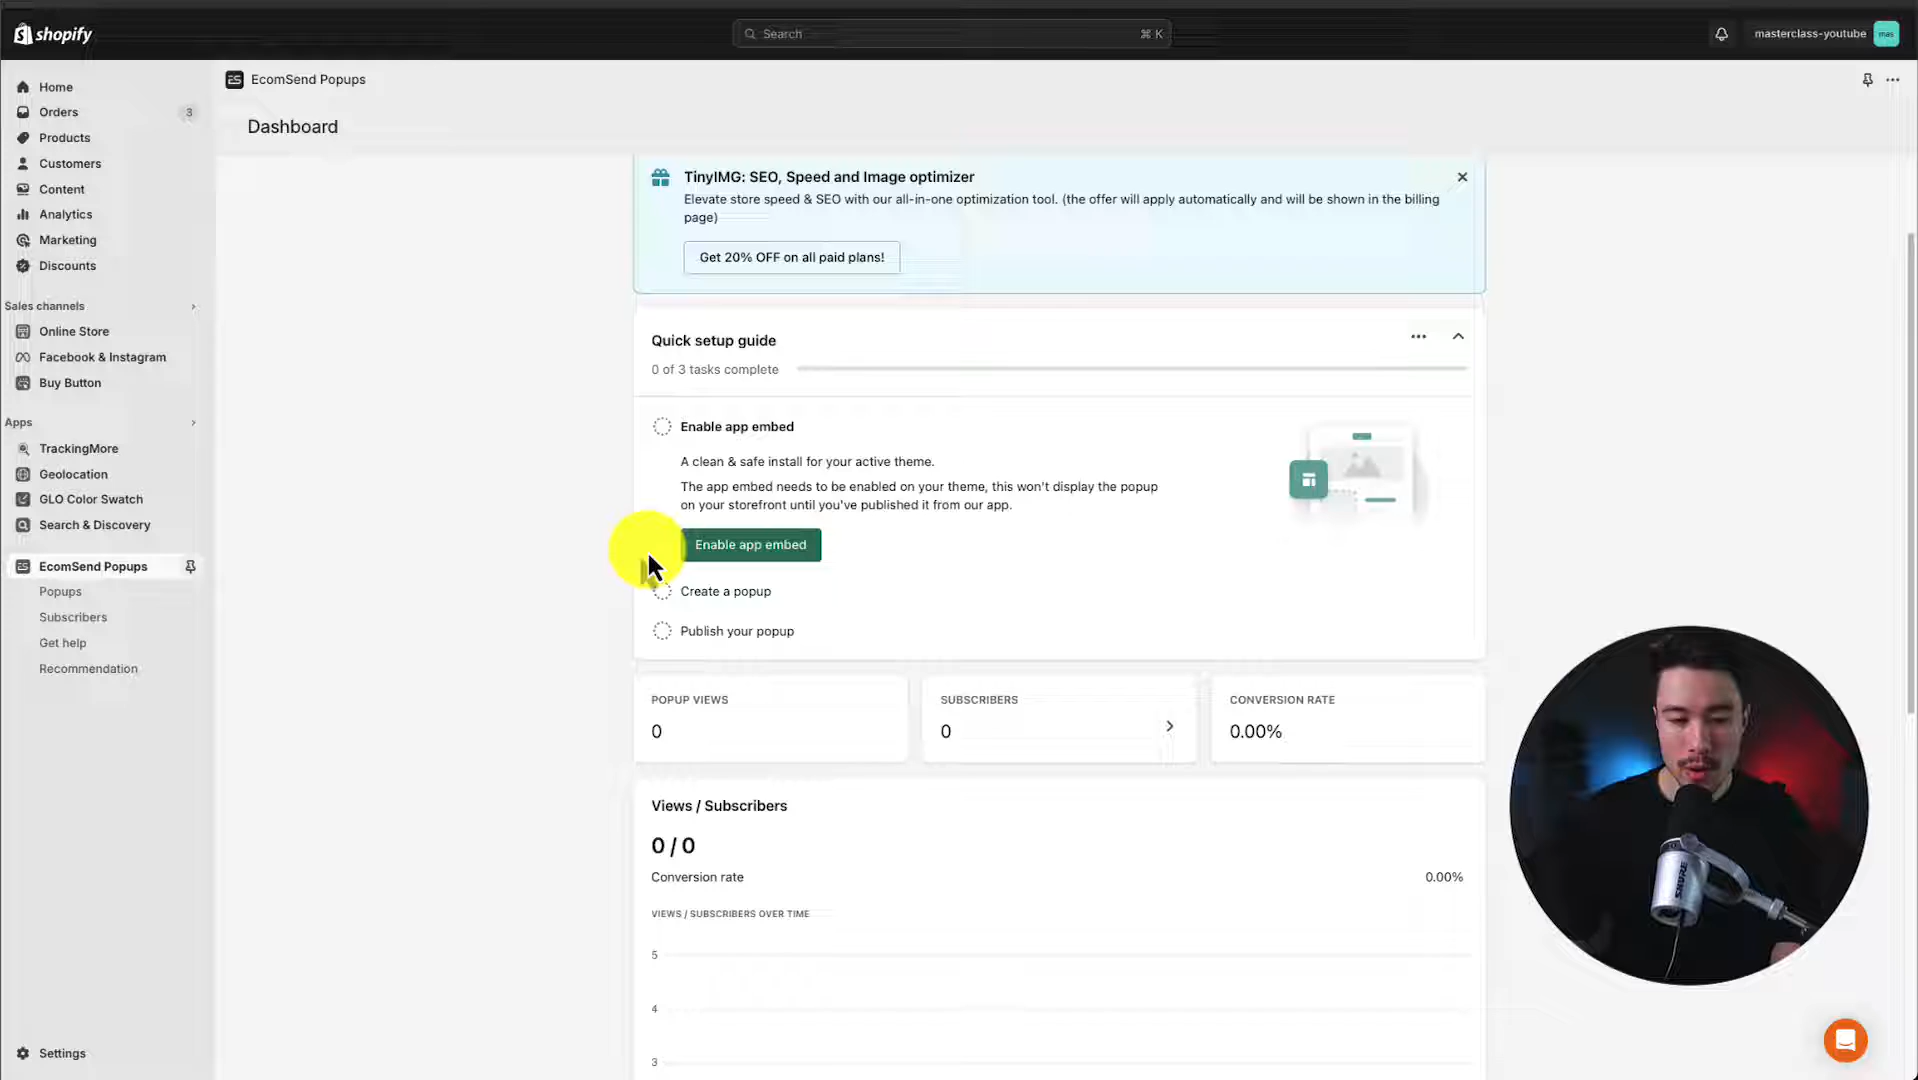 shopify
Search
⌘ K
masterclass-youtube
mas
Home
Orders
3
Products
Customers
Content
Analytics
Marketing
Discounts
Sales channels
Online Store
Facebook & Instagram
Buy Button
Apps
TrackingMore
Geolocation
GLO Color Swatch
Search & Discovery
EcomSend Popups
Popups
Subscribers
Get help
Recommendation
Settings
ES
EcomSend Popups
Dashboard
TinyIMG: SEO, Speed and Image optimizer
Elevate store speed & SEO with our all-in-one optimization tool. (the offer will apply automatically and will be shown in the billing
page)
Get 20% OFF on all paid plans!
Quick setup guide
0 of 3 tasks complete
Enable app embed
A clean & safe install for your active theme.
The app embed needs to be enabled on your theme, this won't display the popup
on your storefront until you've published it from our app.
Enable app embed
Create a popup
Publish your popup
POPUP VIEWS
0
SUBSCRIBERS
0
CONVERSION RATE
0.00%
Views / Subscribers
0 / 0
Conversion rate
0.00%
VIEWS / SUBSCRIBERS OVER TIME
5
4
3
SHURE